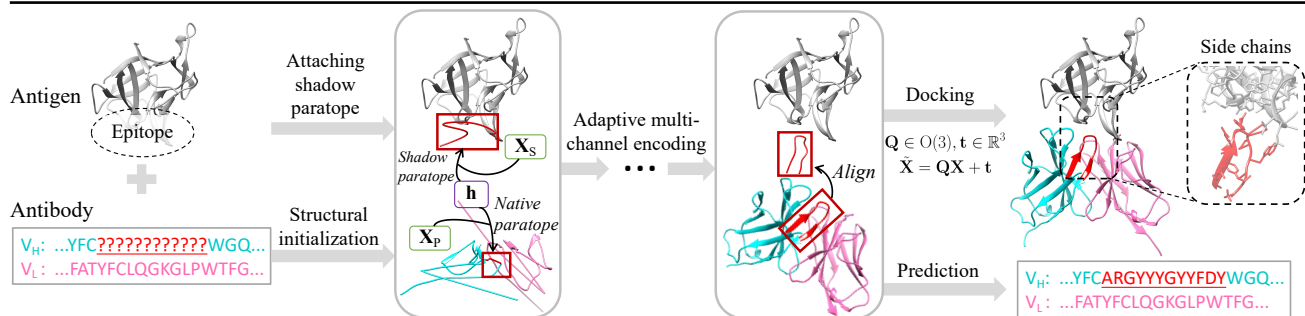 Antigen
Epitope
Antibody
V_H: ...YFC????????????WGQ...
V_L: ...FATYFCLQGKGLPWTFG...
Attaching
shadow
paratope
Structural
initialization
Shadow
paratope
X_S
h
Native
paratope
X_P
Adaptive multi-
channel encoding
...
Align
Docking
Q ∈ O(3), t ∈ ℝ³
X̃ = QX + t
Prediction
Side chains
V_H: ...YFCARGYYYGYYFDYWGQ...
V_L: ...FATYFCLQGKGLPWTFG...